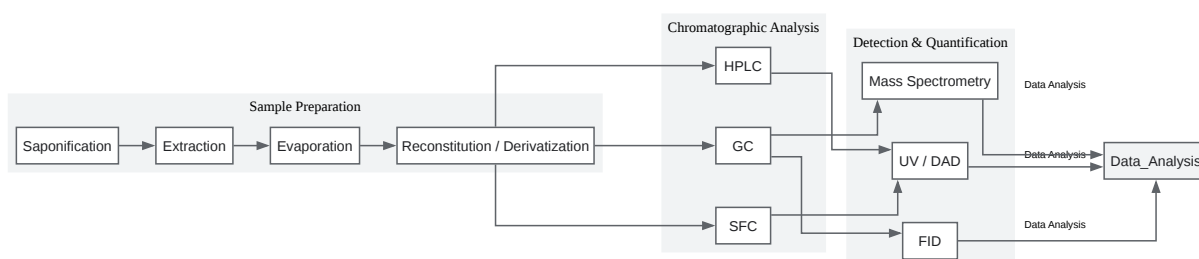 Chromatographic Analysis
Detection & Quantification
HPLC
Mass Spectrometry
Data Analysis
Sample Preparation
Saponification
Extraction
Evaporation
Reconstitution / Derivatization
GC
UV / DAD
Data Analysis
Data_Analysis
SFC
FID
Data Analysis